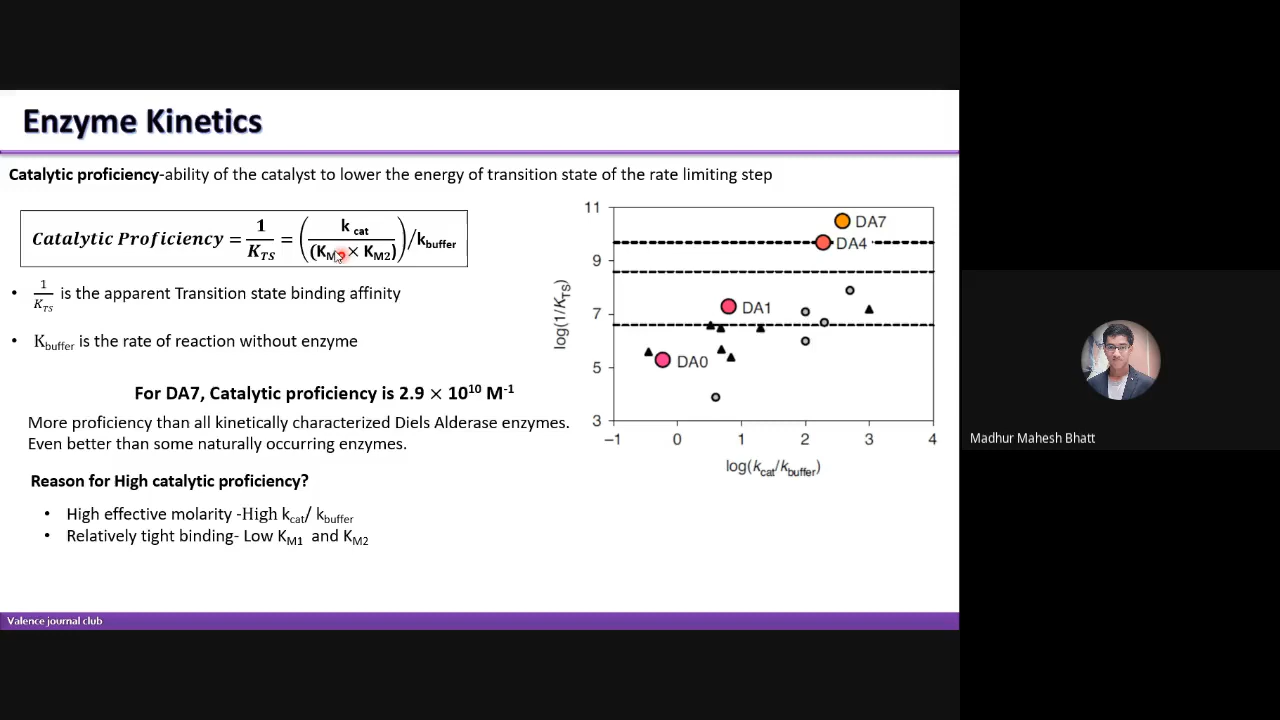 Enzyme Kinetics
Catalytic proficiency-ability of the catalyst to lower the energy of transition state of the rate limiting step
Catalytic Proficiency = 1/K_TS = (k cat/(K_M1 × K_M2))/k_buffer
• 1/K_TS is the apparent Transition state binding affinity
• K_buffer is the rate of reaction without enzyme
For DA7, Catalytic proficiency is 2.9 × 10^10 M^-1
More proficiency than all kinetically characterized Diels Alderase enzymes.
Even better than some naturally occurring enzymes.
Reason for High catalytic proficiency?
• High effective molarity -High k_cat/ k_buffer
• Relatively tight binding- Low K_M1 and K_M2
11
9
7
5
3
log(1/K_TS)
DA7
DA4
DA1
DA0
−1 0 1 2 3 4
log(k_cat/k_buffer)
Valence journal club
Madhur Mahesh Bhatt